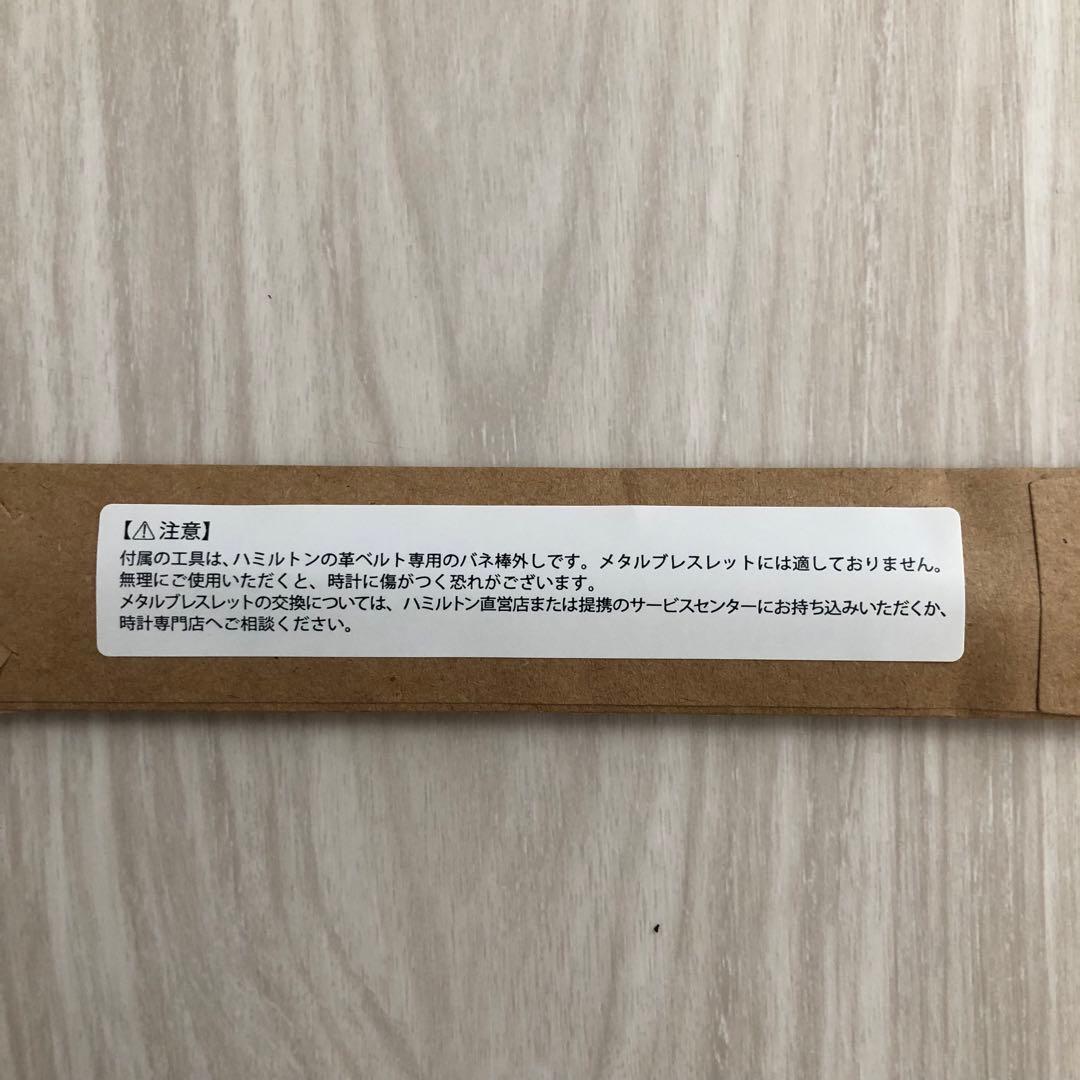 【⚠注意】
付属の工具は、ハミルトンの革ベルト専用のバネ棒外しです。メタルブレスレットには適しておりません。
無理にご使用いただくと、時計に傷がつく恐れがございます。
メタルブレスレットの交換については、ハミルトン直営店または提携のサービスセンターにお持ち込みいただくか、
時計専門店へご相談ください。